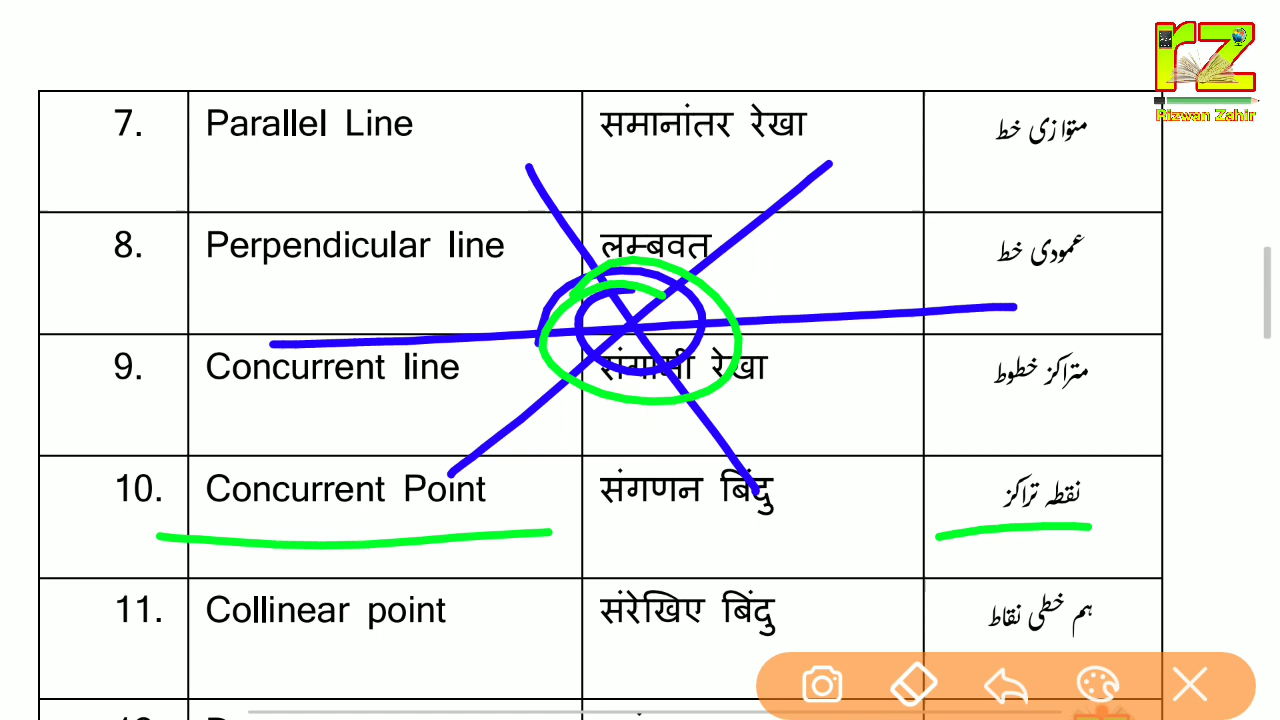 rz
Rizwan Zahir
7. Parallel Line समानांतर रेखा متوازی خط
8. Perpendicular line लम्बवत عمودی خط
9. Concurrent line संगामी रेखा متراکز خطوط
10. Concurrent Point संगणन बिंदु نقطہ تراکز
11. Collinear point संरेखिए बिंदु ہم خطی نقاط